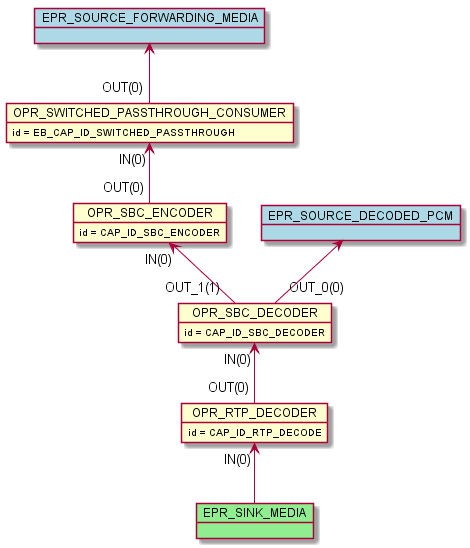 EPR_SOURCE_FORWARDING_MEDIA
OUT(0)
OPR_SWITCHED_PASSTHROUGH_CONSUMER
id = EB_CAP_ID_SWITCHED_PASSTHROUGH
IN(0)
OUT(0)
OPR_SBC_ENCODER
id = CAP_ID_SBC_ENCODER
EPR_SOURCE_DECODED_PCM
IN(0)
OUT_1(1)
OUT_0(0)
OPR_SBC_DECODER
id = CAP_ID_SBC_DECODER
IN(0)
OUT(0)
OPR_RTP_DECODER
id = CAP_ID_RTP_DECODE
IN(0)
EPR_SINK_MEDIA